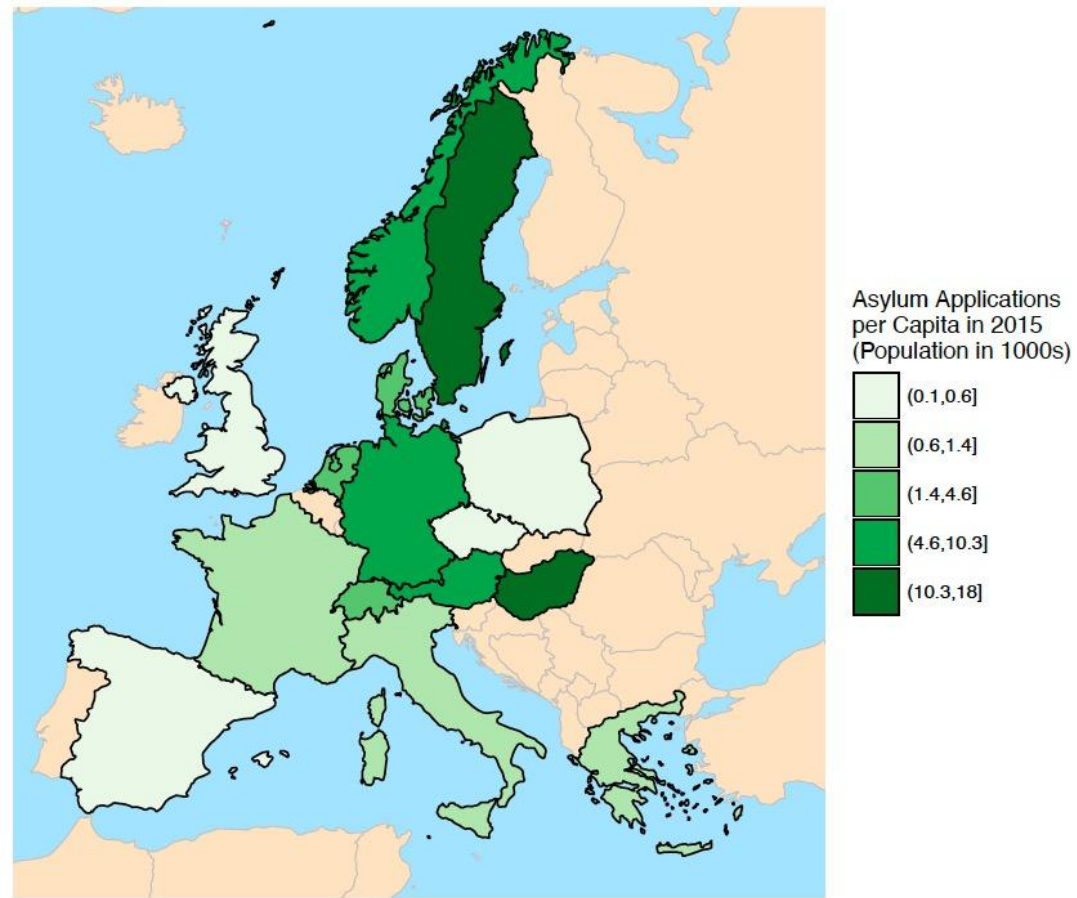 Asylum Applications
per Capita in 2015
(Population in 1000s)
(0.1,0.6]
(0.6,1.4]
(1.4,4.6]
(4.6,10.3]
(10.3,18]